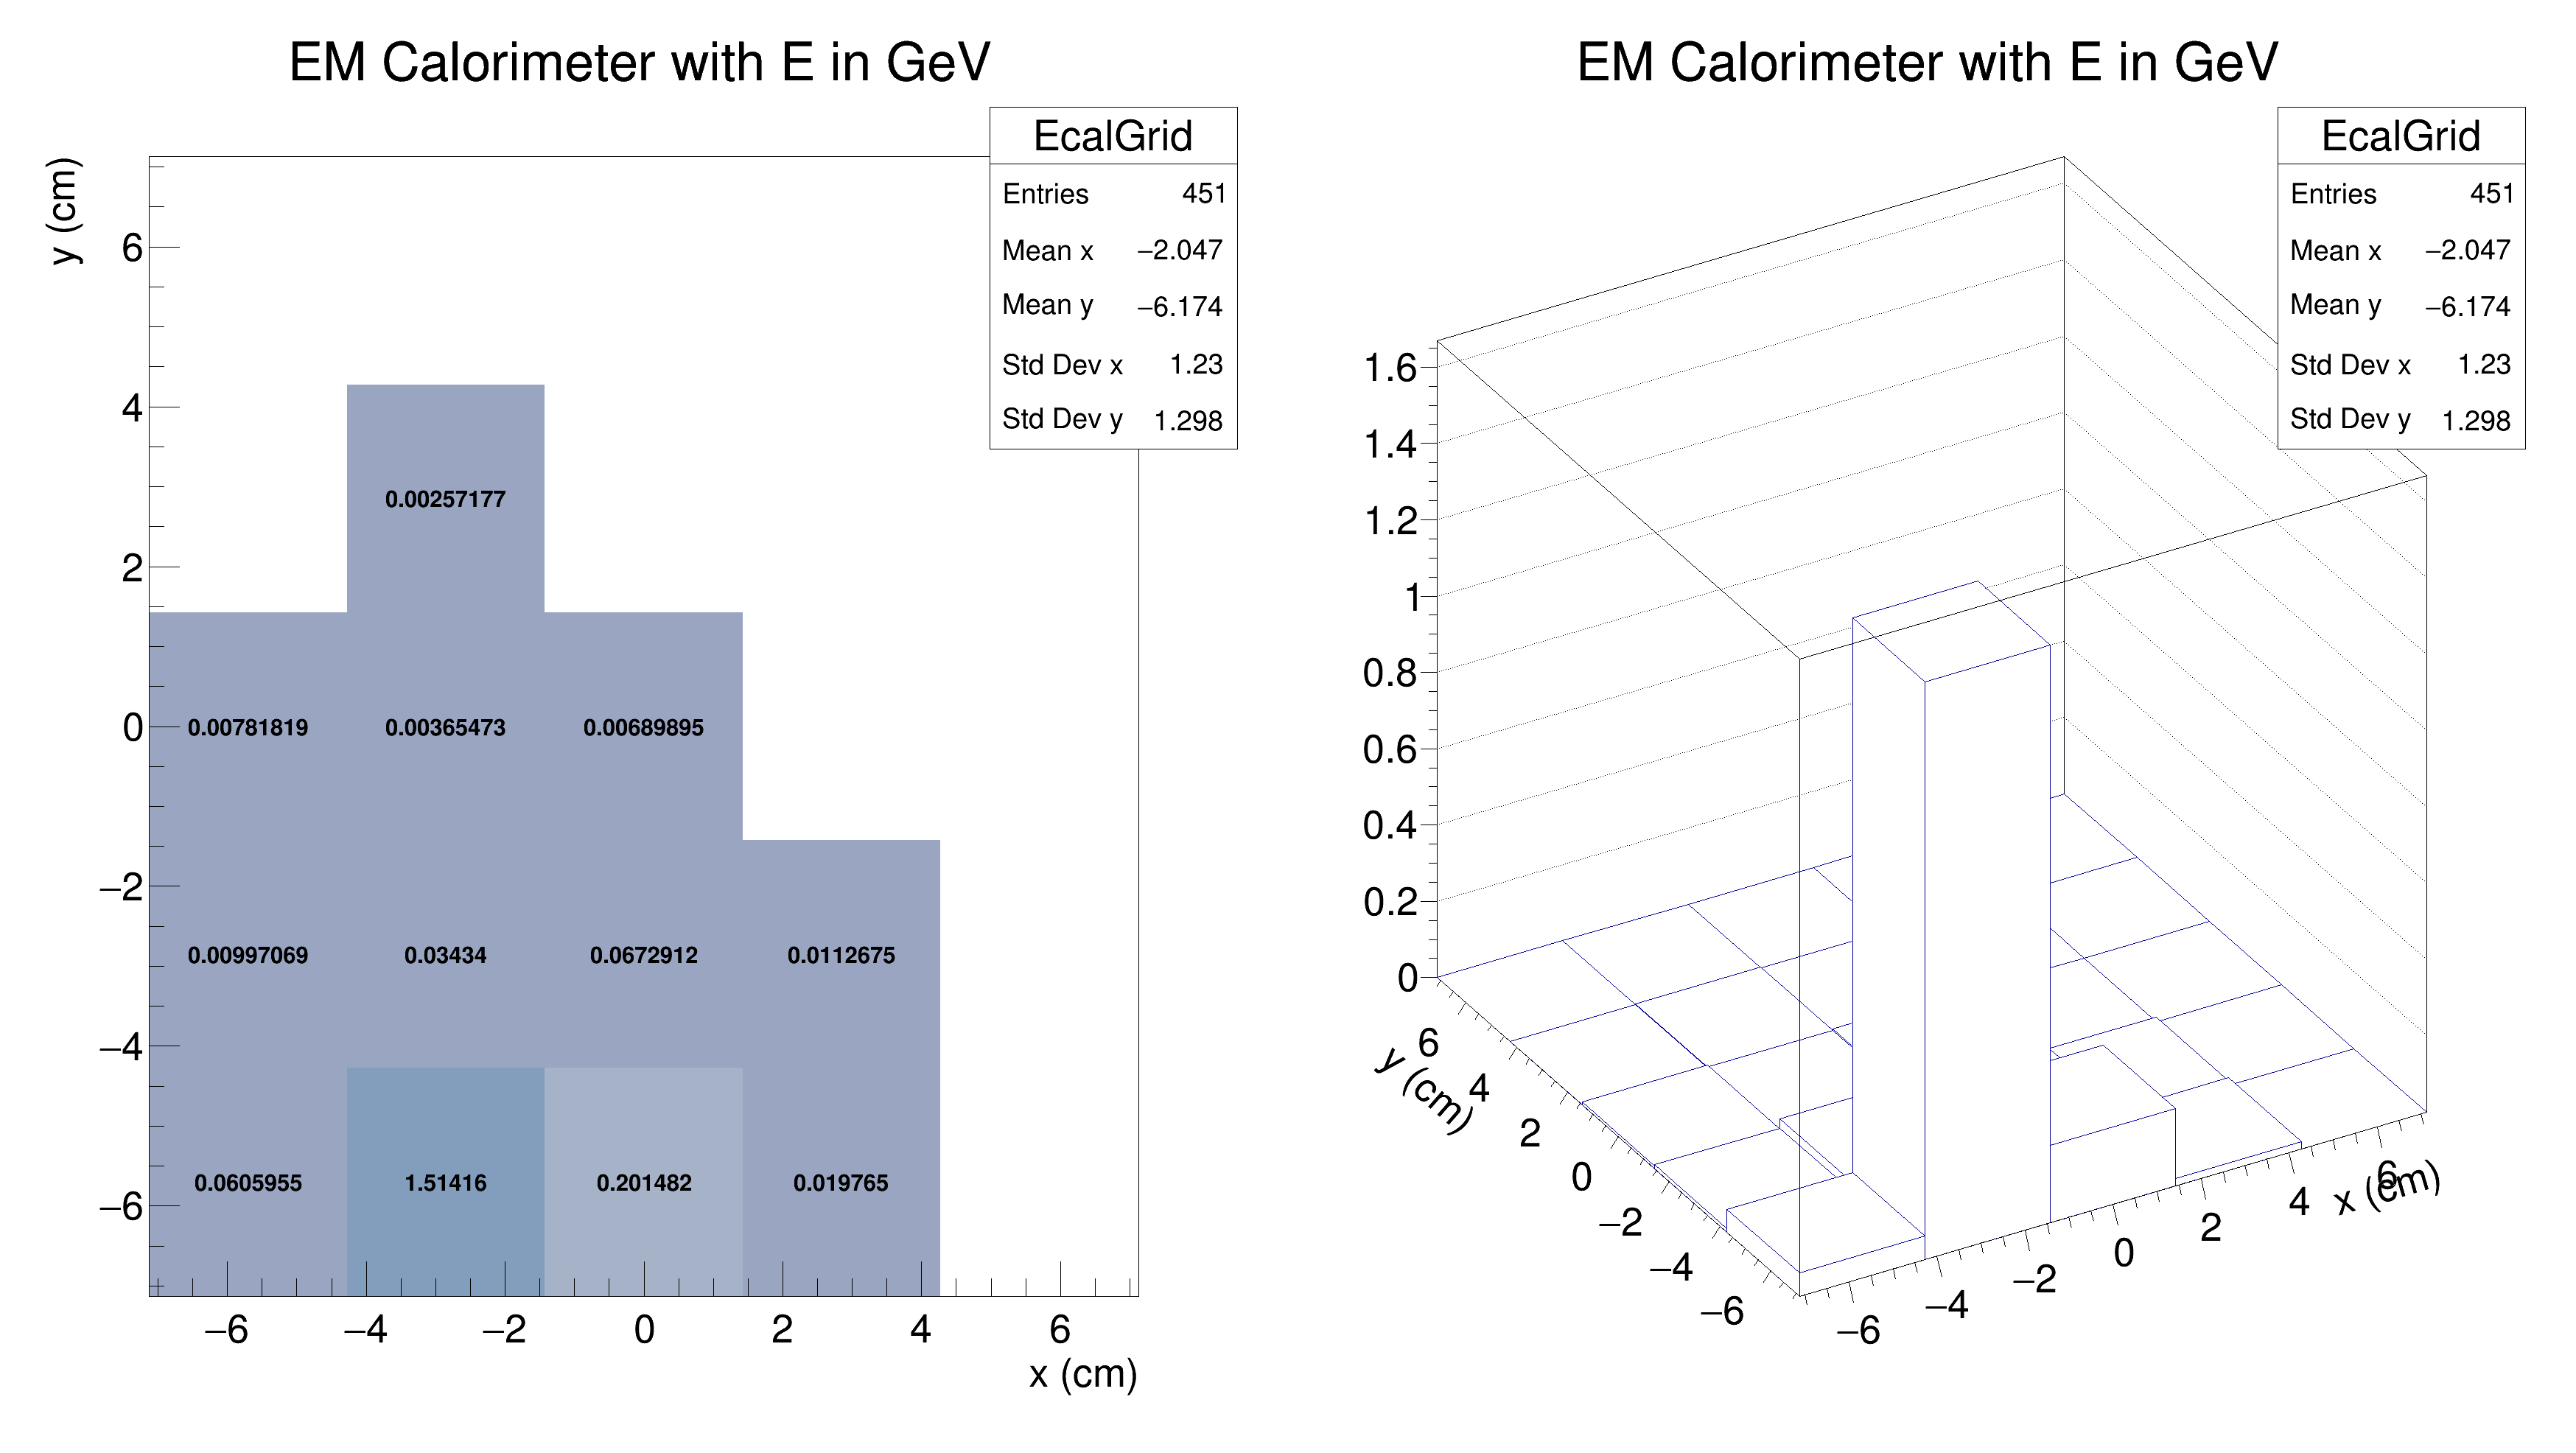 EM Calorimeter with E in GeV
EcalGrid
Entries 451
Mean x −2.047
Mean y −6.174
Std Dev x 1.23
Std Dev y 1.298
y (cm)
6
4
2
0
−2
−4
−6
0.00257177
0.00781819 0.00365473 0.00689895
0.00997069 0.03434 0.0672912 0.0112675
0.0605955 1.51416 0.201482 0.019765
−6 −4 −2 0 2 4 6
x (cm)
EM Calorimeter with E in GeV
EcalGrid
Entries 451
Mean x −2.047
Mean y −6.174
Std Dev x 1.23
Std Dev y 1.298
1.6
1.4
1.2
1
0.8
0.6
0.4
0.2
0
6
4
2
0
−2
−4
−6
y (cm)
−6
−4
−2
0
2
4
6
x (cm)